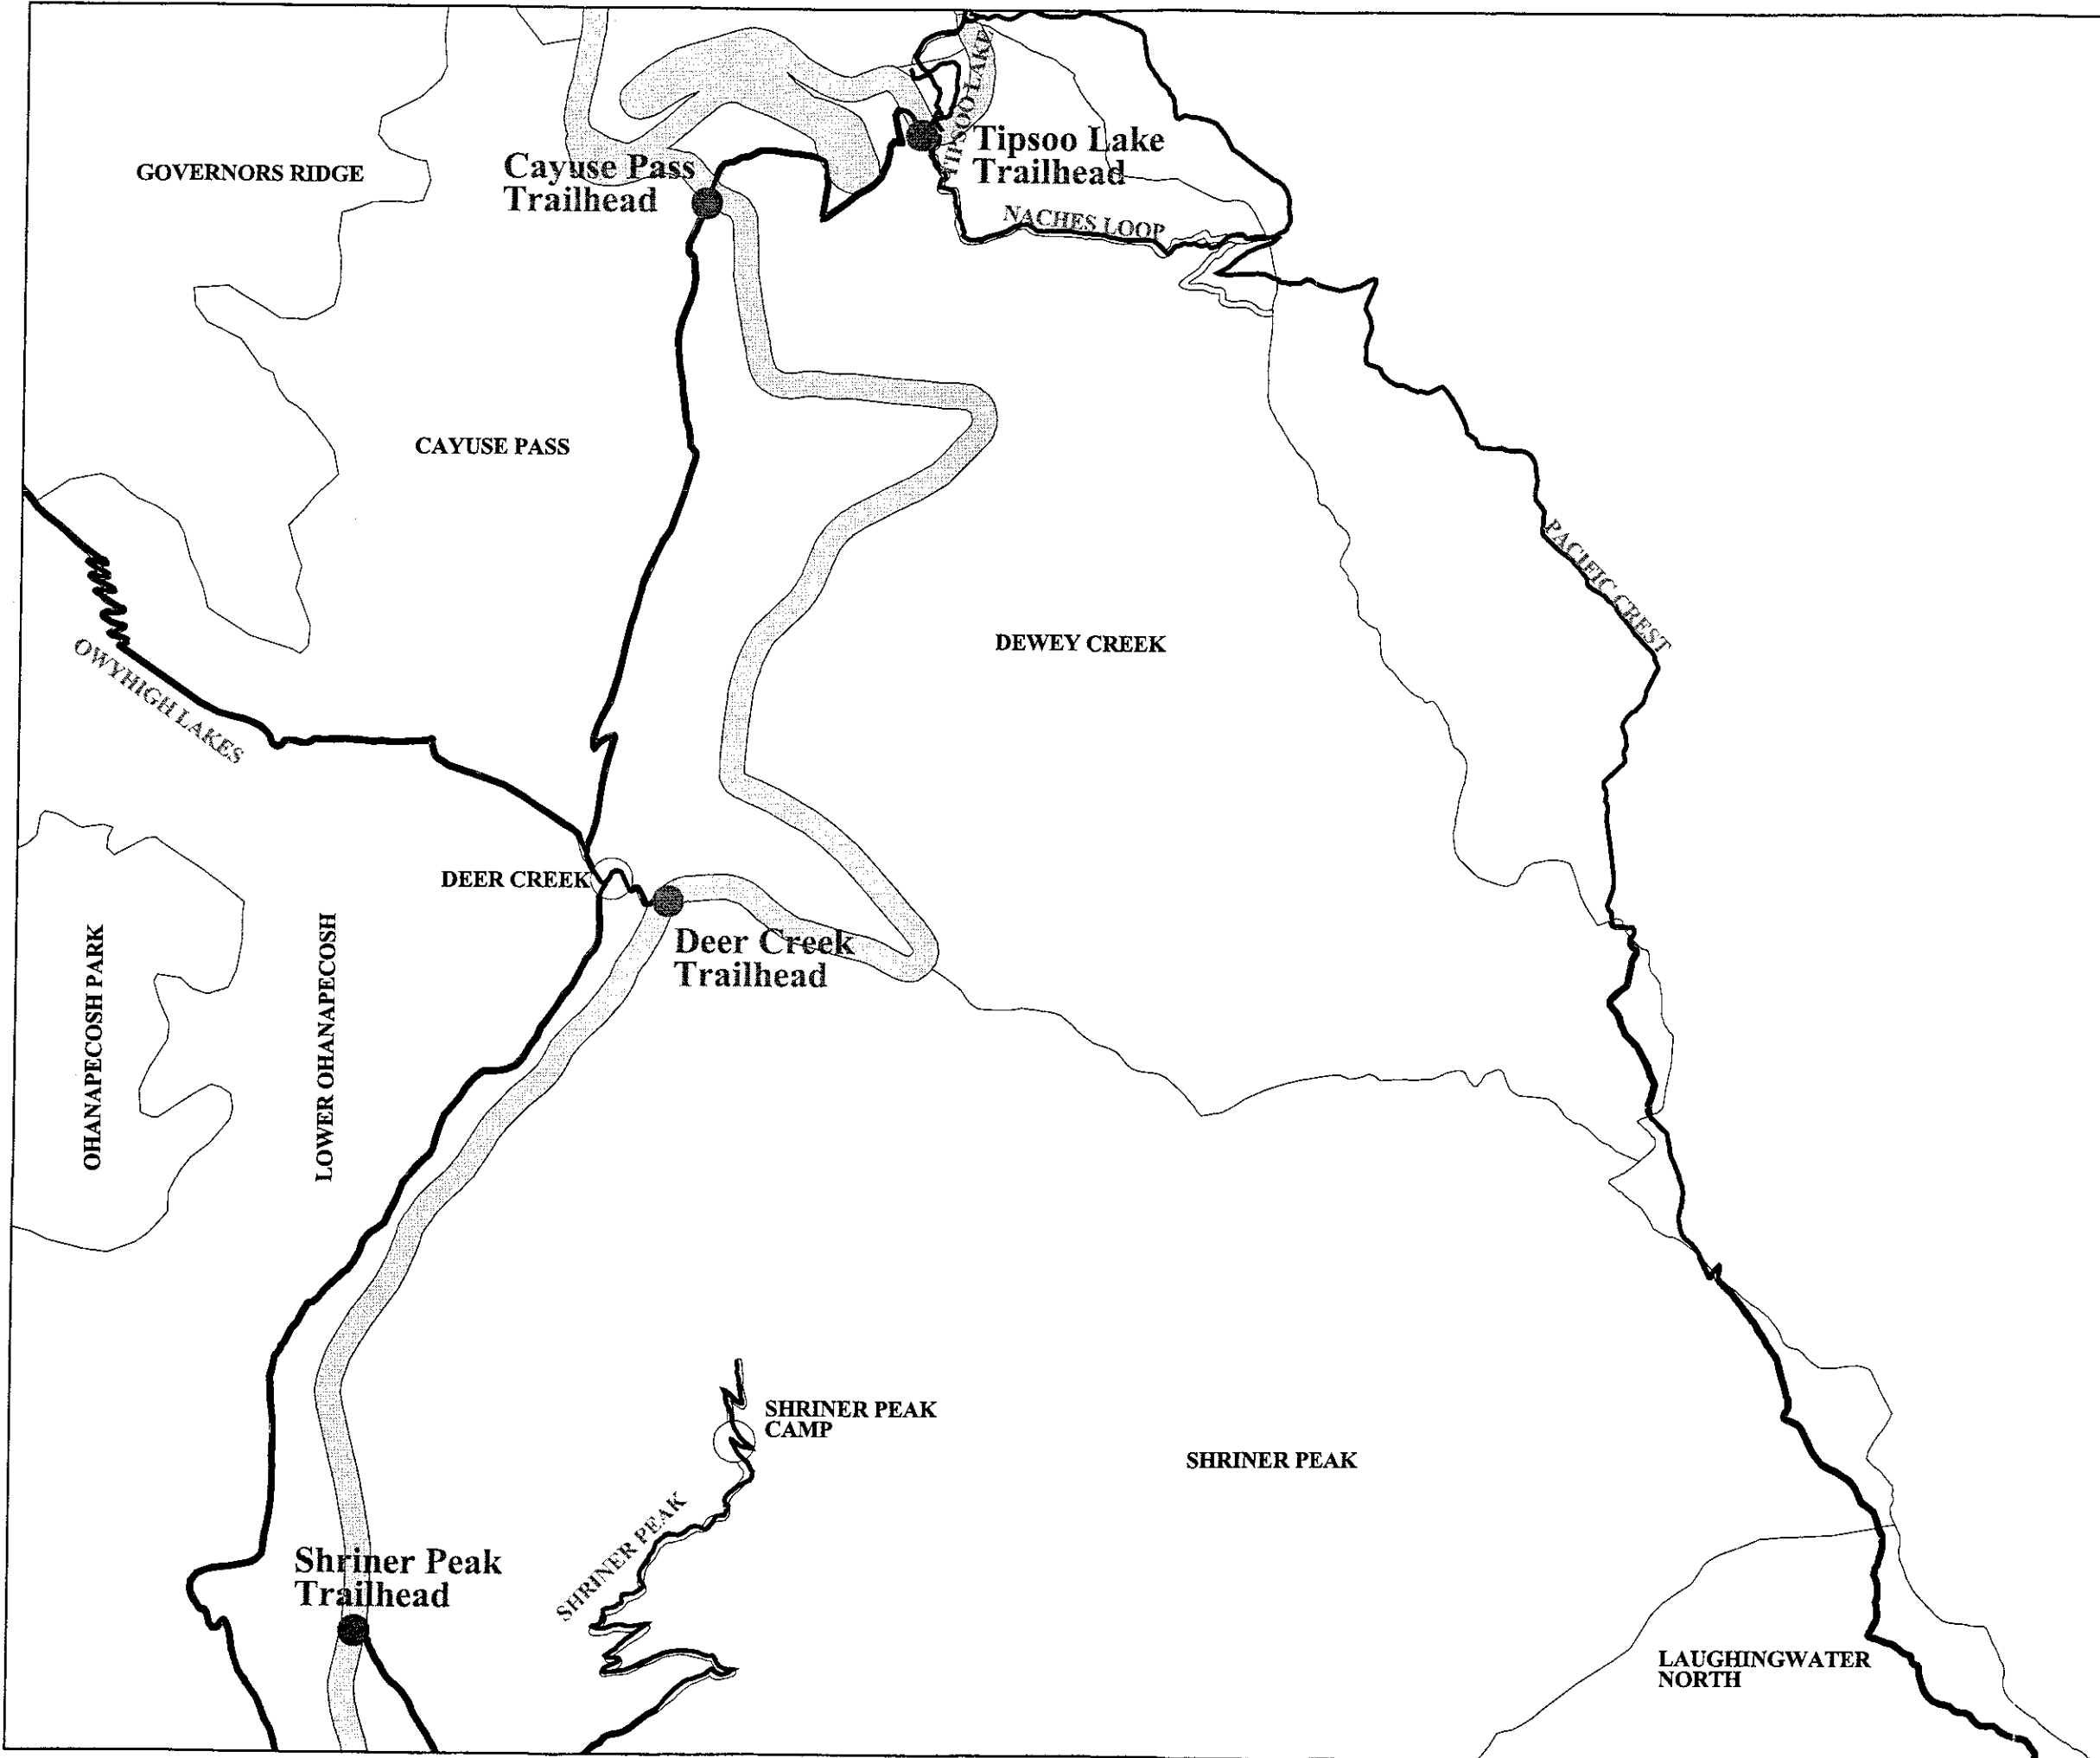 TIPSOO LAKE
Tipsoo Lake
Trailhead
Cayuse Pass
Trailhead
GOVERNORS RIDGE
NACHES LOOP
CAYUSE PASS
PACIFIC CREST
DEWEY CREEK
OWYHIGH LAKES
DEER CREEK
Deer Creek
Trailhead
OHANAPECOSH PARK
LOWER OHANAPECOSH
SHRINER PEAK
CAMP
SHRINER PEAK
SHRINER PEAK
Shriner Peak
Trailhead
LAUGHINGWATER
NORTH